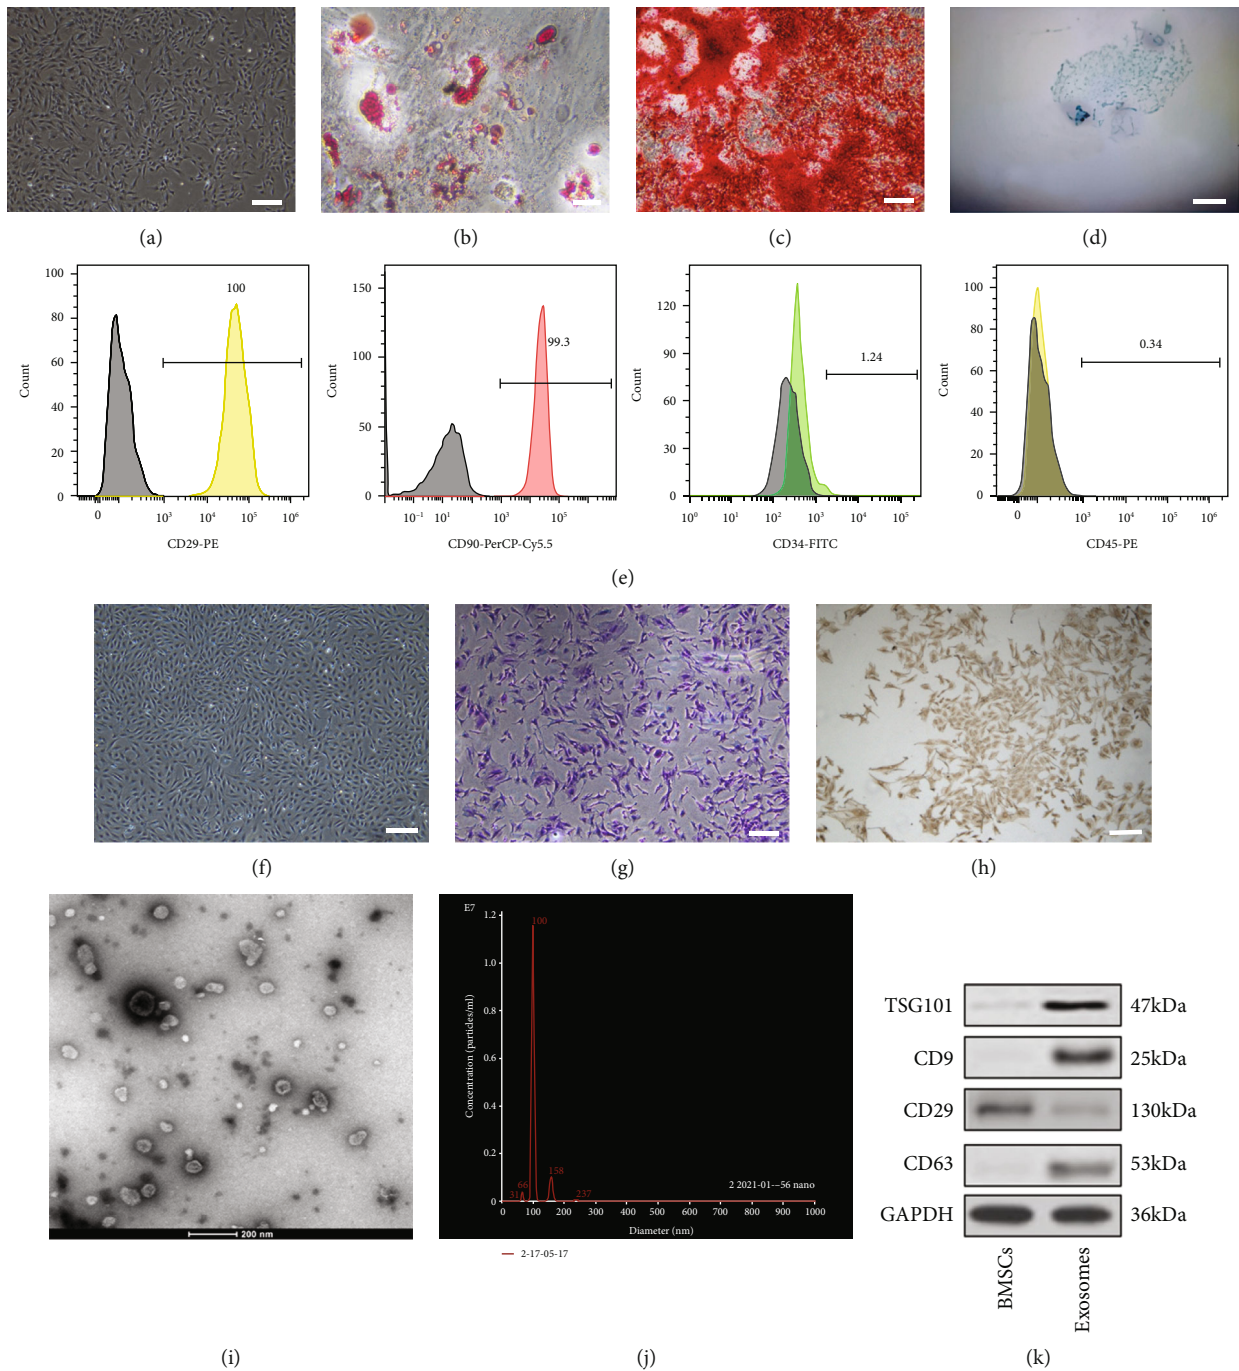 (a)
(b)
(c)
(d)
100
80
60
40
20
0
Count
100
0
10³
10⁴
10⁵
10⁶
CD29-PE
150
100
50
0
Count
99.3
10⁻¹
10¹
10³
10⁵
CD90-PerCP-Cy5.5
120
90
60
30
0
Count
1.24
10⁰
10¹
10²
10³
10⁴
10⁵
CD34-FITC
100
80
60
40
20
0
Count
0.34
0
10³
10⁴
10⁵
10⁶
CD45-PE
(e)
(f)
(g)
(h)
200 nm
(i)
E7
1.2
1.0
0.8
0.6
0.4
0.2
0
Concentration (particles/ml)
100
31
66
158
237
2 2021-01-–56 nano
0 100 200 300 400 500 600 700 800 900 1000
Diameter (nm)
2-17-05-17
(j)
TSG101 47kDa
CD9 25kDa
CD29 130kDa
CD63 53kDa
GAPDH 36kDa
BMSCs
Exosomes
(k)